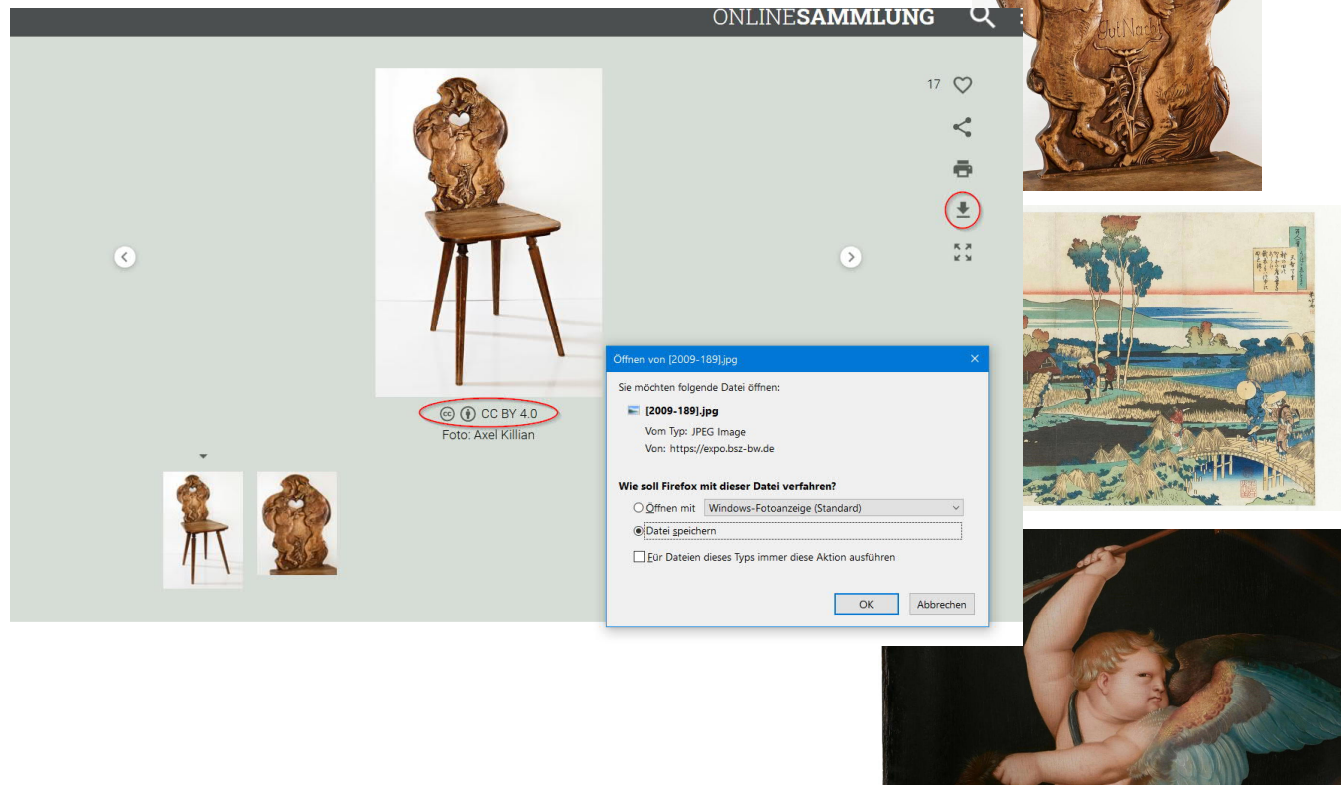 ONLINESAMMLUNG
17
CC BY 4.0
Foto: Axel Killian
Öffnen von [2009-189].jpg
Sie möchten folgende Datei öffnen:
[2009-189].jpg
Vom Typ: JPEG Image
Von: https://expo.bsz-bw.de
Wie soll Firefox mit dieser Datei verfahren?
Öffnen mit Windows-Fotoanzeige (Standard)
Datei speichern
Für Dateien dieses Typs immer diese Aktion ausführen
OK Abbrechen
Gut Nacht